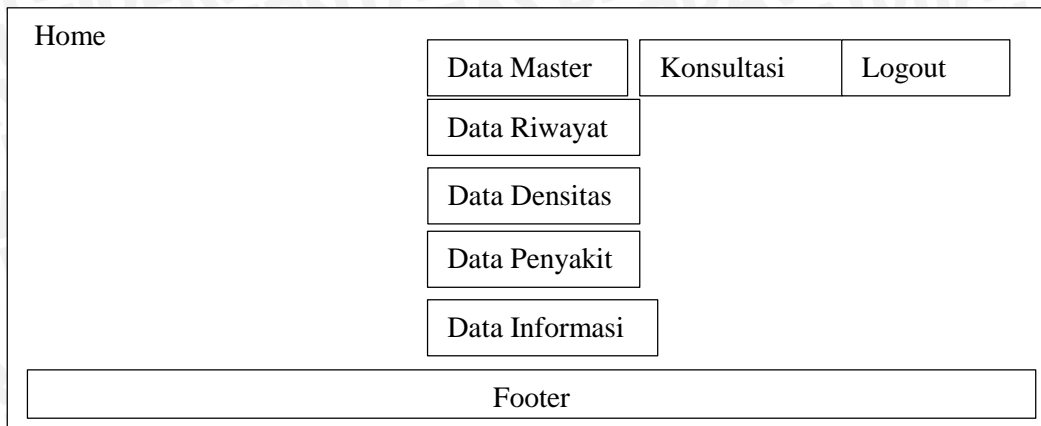 Home
Data Master Konsultasi Logout
Data Riwayat
Data Densitas
Data Penyakit
Data Informasi
Footer